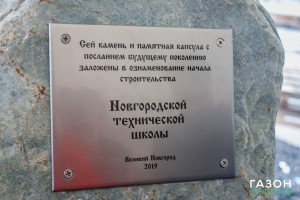 Сей камень и памятная капсула с
посланием будущему поколению
заложены в ознаменование начала
строительства
Новгородской
технической
школы
Великий Новгород
2019
ГАЗОН